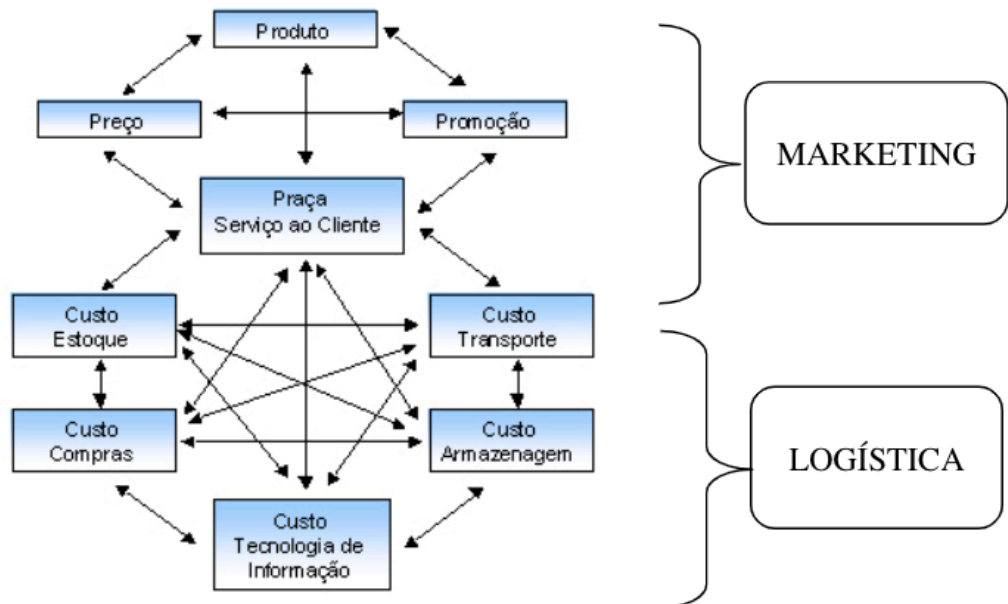 Produto
Preço
Promoção
MARKETING
Praça
Serviço ao Cliente
Custo
Estoque
Custo
Transporte
Custo
Compras
Custo
Armazenagem
LOGÍSTICA
Custo
Tecnologia de
Informação